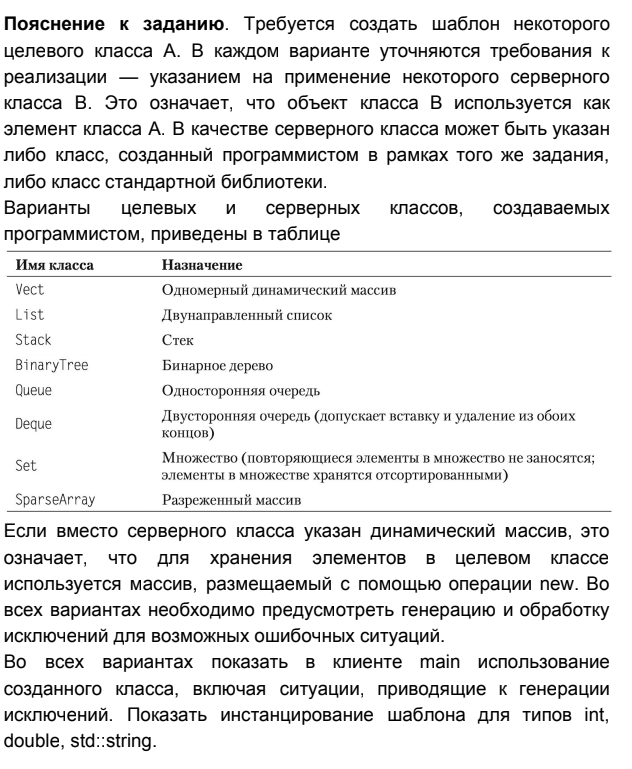 Пояснение к заданию. Требуется создать шаблон некоторого
целевого класса A. В каждом варианте уточняются требования к
реализации — указанием на применение некоторого серверного
класса B. Это означает, что объект класса B используется как
элемент класса A. В качестве серверного класса может быть указан
либо класс, созданный программистом в рамках того же задания,
либо класс стандартной библиотеки.
Варианты целевых и серверных классов, создаваемых
программистом, приведены в таблице
Имя класса Назначение
Vect Одномерный динамический массив
List Двунаправленный список
Stack Стек
BinaryTree Бинарное дерево
Queue Односторонняя очередь
Deque Двусторонняя очередь (допускает вставку и удаление из обоих
концов)
Set Множество (повторяющиеся элементы в множество не заносятся;
элементы в множестве хранятся отсортированными)
SparseArray Разреженный массив
Если вместо серверного класса указан динамический массив, это
означает, что для хранения элементов в целевом классе
используется массив, размещаемый с помощью операции new. Во
всех вариантах необходимо предусмотреть генерацию и обработку
исключений для возможных ошибочных ситуаций.
Во всех вариантах показать в клиенте main использование
созданного класса, включая ситуации, приводящие к генерации
исключений. Показать инстанцирование шаблона для типов int,
double, std::string.